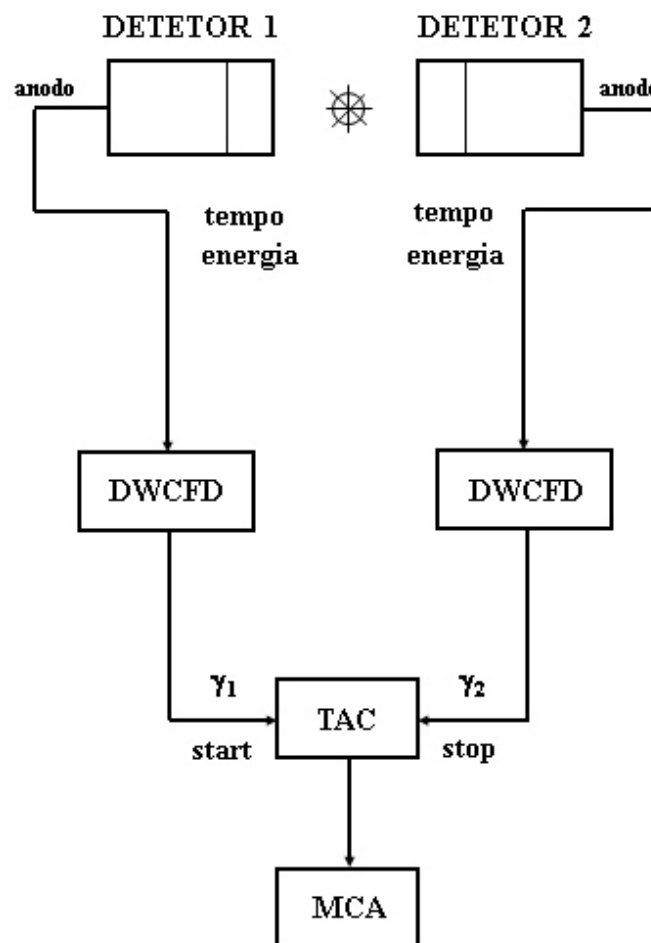 DETETOR 1 DETETOR 2
anodo anodo
tempo tempo
energia energia
DWCFD DWCFD
γ1 γ2
TAC
start stop
MCA